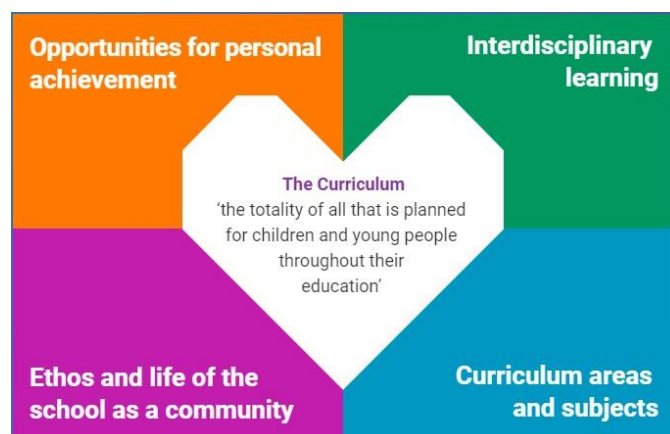 Opportunities for personal
achievement
Interdisciplinary
learning
The Curriculum
‘the totality of all that is planned
for children and young people
throughout their
education’
Ethos and life of the
school as a community
Curriculum areas
and subjects